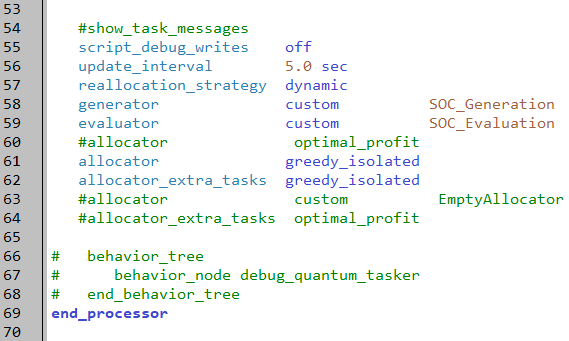 53
54 #show_task_messages
55 script_debug_writes off
56 update_interval 5.0 sec
57 reallocation_strategy dynamic
58 generator custom SOC_Generation
59 evaluator custom SOC_Evaluation
60 #allocator optimal_profit
61 allocator greedy_isolated
62 allocator_extra_tasks greedy_isolated
63 #allocator custom EmptyAllocator
64 #allocator_extra_tasks optimal_profit
65
66 # behavior_tree
67 # behavior_node debug_quantum_tasker
68 # end_behavior_tree
69 end_processor
70